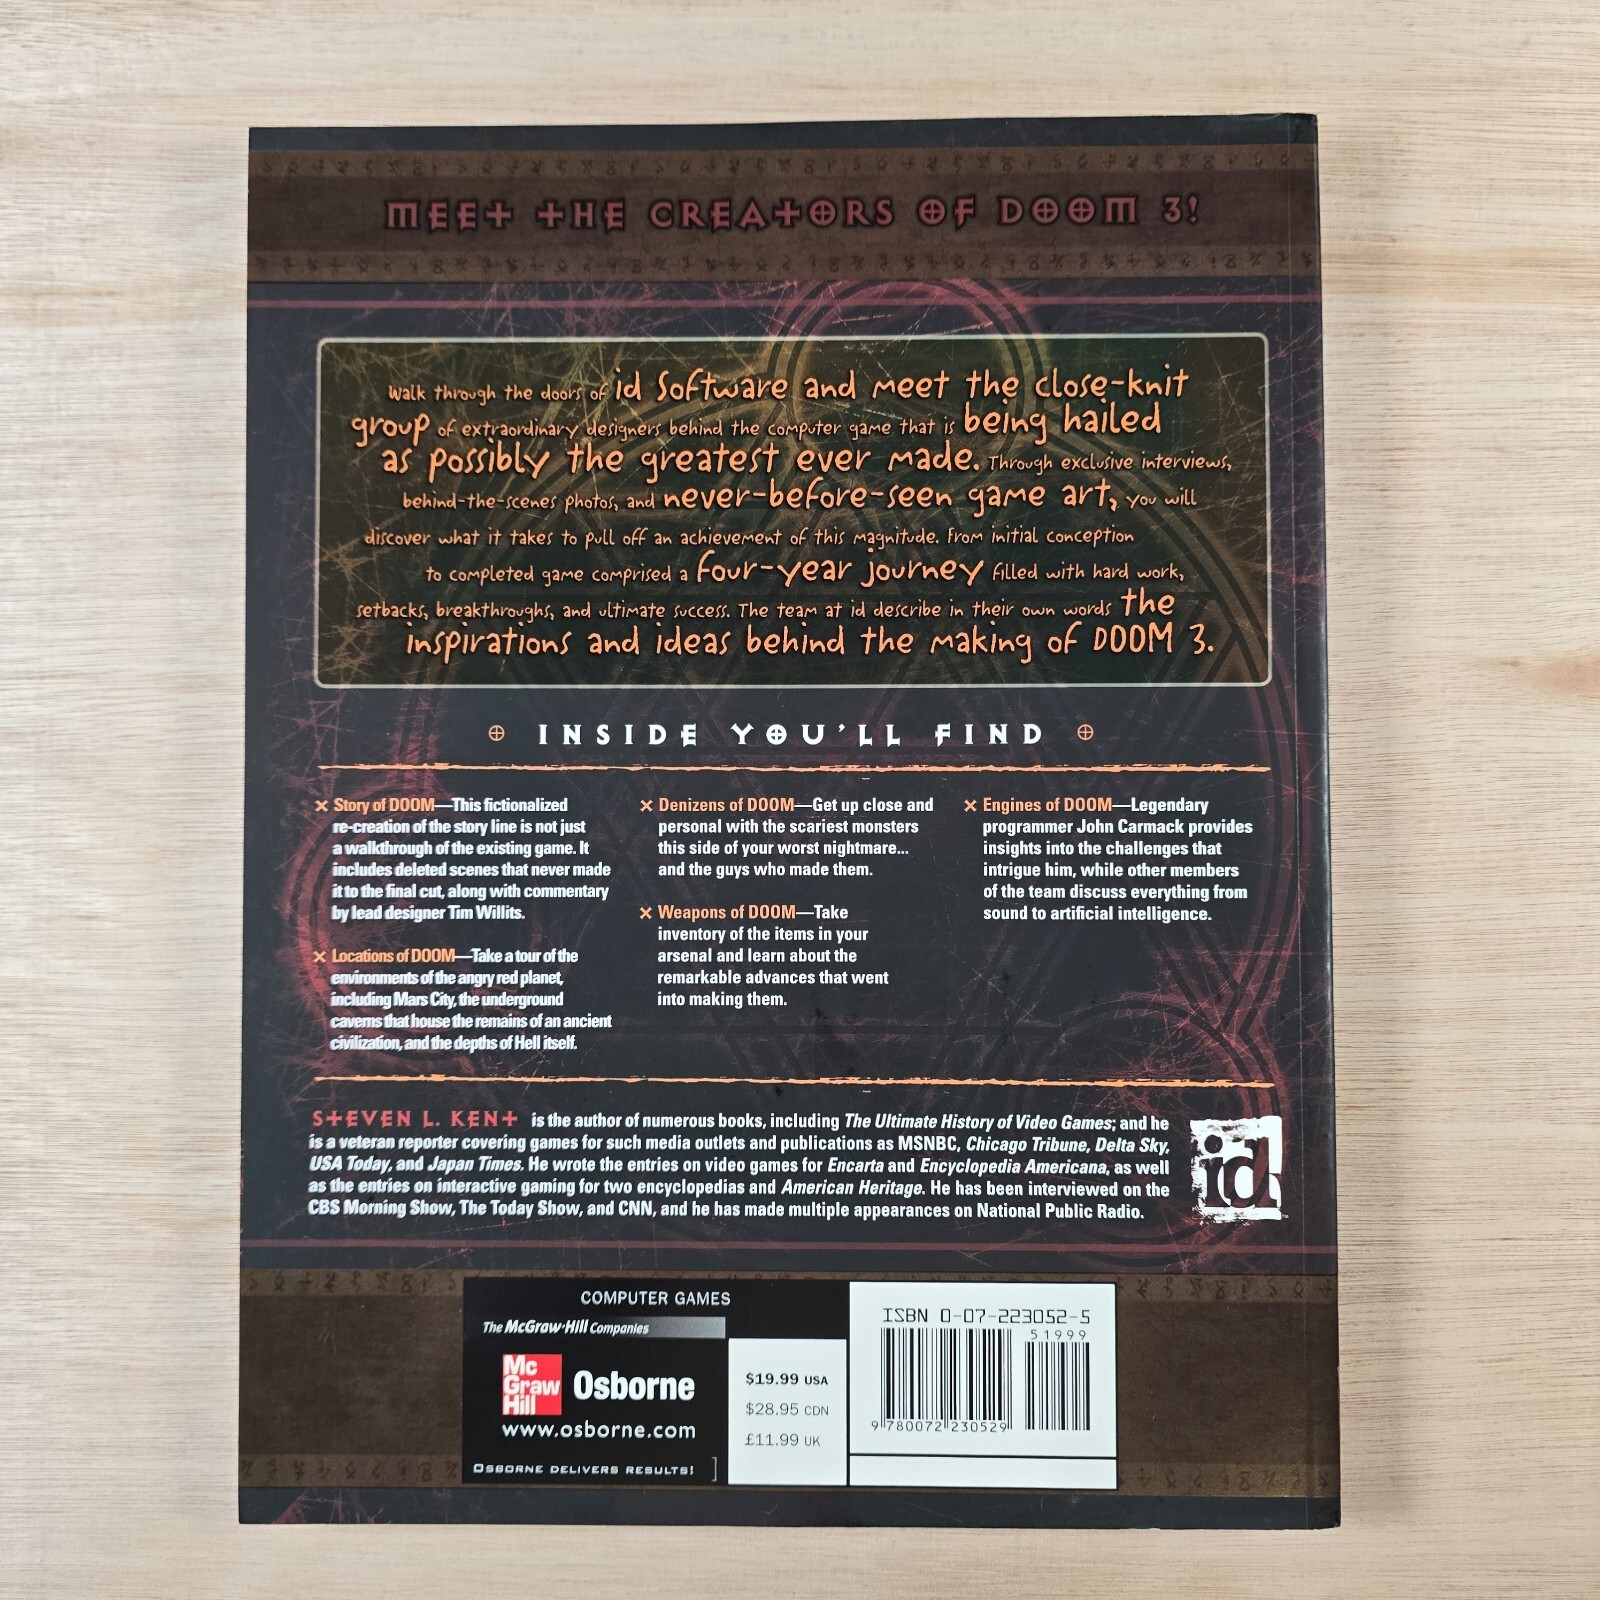 MEET THE CREATORS OF DOOM 3!
Walk through the doors of id Software and meet the close-knit
group of extraordinary designers behind the computer game that is being hailed
as possibly the greatest ever made. Through exclusive interviews,
behind-the-scenes photos, and never-before-seen game art, you will
discover what it takes to pull off an achievement of this magnitude. From initial conception
to completed game comprised a four-year journey filled with hard work,
setbacks, breakthroughs, and ultimate success. The team at id describe in their own words the
inspirations and ideas behind the making of DOOM 3.
INSIDE YOU'LL FIND
× Story of DOOM—This fictionalized
re-creation of the story line is not just
a walkthrough of the existing game. It
includes deleted scenes that never made
it to the final cut, along with commentary
by lead designer Tim Willits.
× Locations of DOOM—Take a tour of the
environments of the angry red planet,
including Mars City, the underground
caverns that house the remains of an ancient
civilization, and the depths of Hell itself.
× Denizens of DOOM—Get up close and
personal with the scariest monsters
this side of your worst nightmare...
and the guys who made them.
× Weapons of DOOM—Take
inventory of the items in your
arsenal and learn about the
remarkable advances that went
into making them.
× Engines of DOOM—Legendary
programmer John Carmack provides
insights into the challenges that
intrigue him, while other members
of the team discuss everything from
sound to artificial intelligence.
STEVEN L. KENT is the author of numerous books, including The Ultimate History of Video Games; and he
is a veteran reporter covering games for such media outlets and publications as MSNBC, Chicago Tribune, Delta Sky,
USA Today, and Japan Times. He wrote the entries on video games for Encarta and Encyclopedia Americana, as well
as the entries on interactive gaming for two encyclopedias and American Heritage. He has been interviewed on the
CBS Morning Show, The Today Show, and CNN, and he has made multiple appearances on National Public Radio.
id
COMPUTER GAMES
The McGraw·Hill Companies
Mc
Graw
Hill
Osborne
www.osborne.com
OSBORNE DELIVERS RESULTS!
$19.99 USA
$28.95 CDN
£11.99 UK
ISBN 0-07-223052-5
51999
9 780072 230529